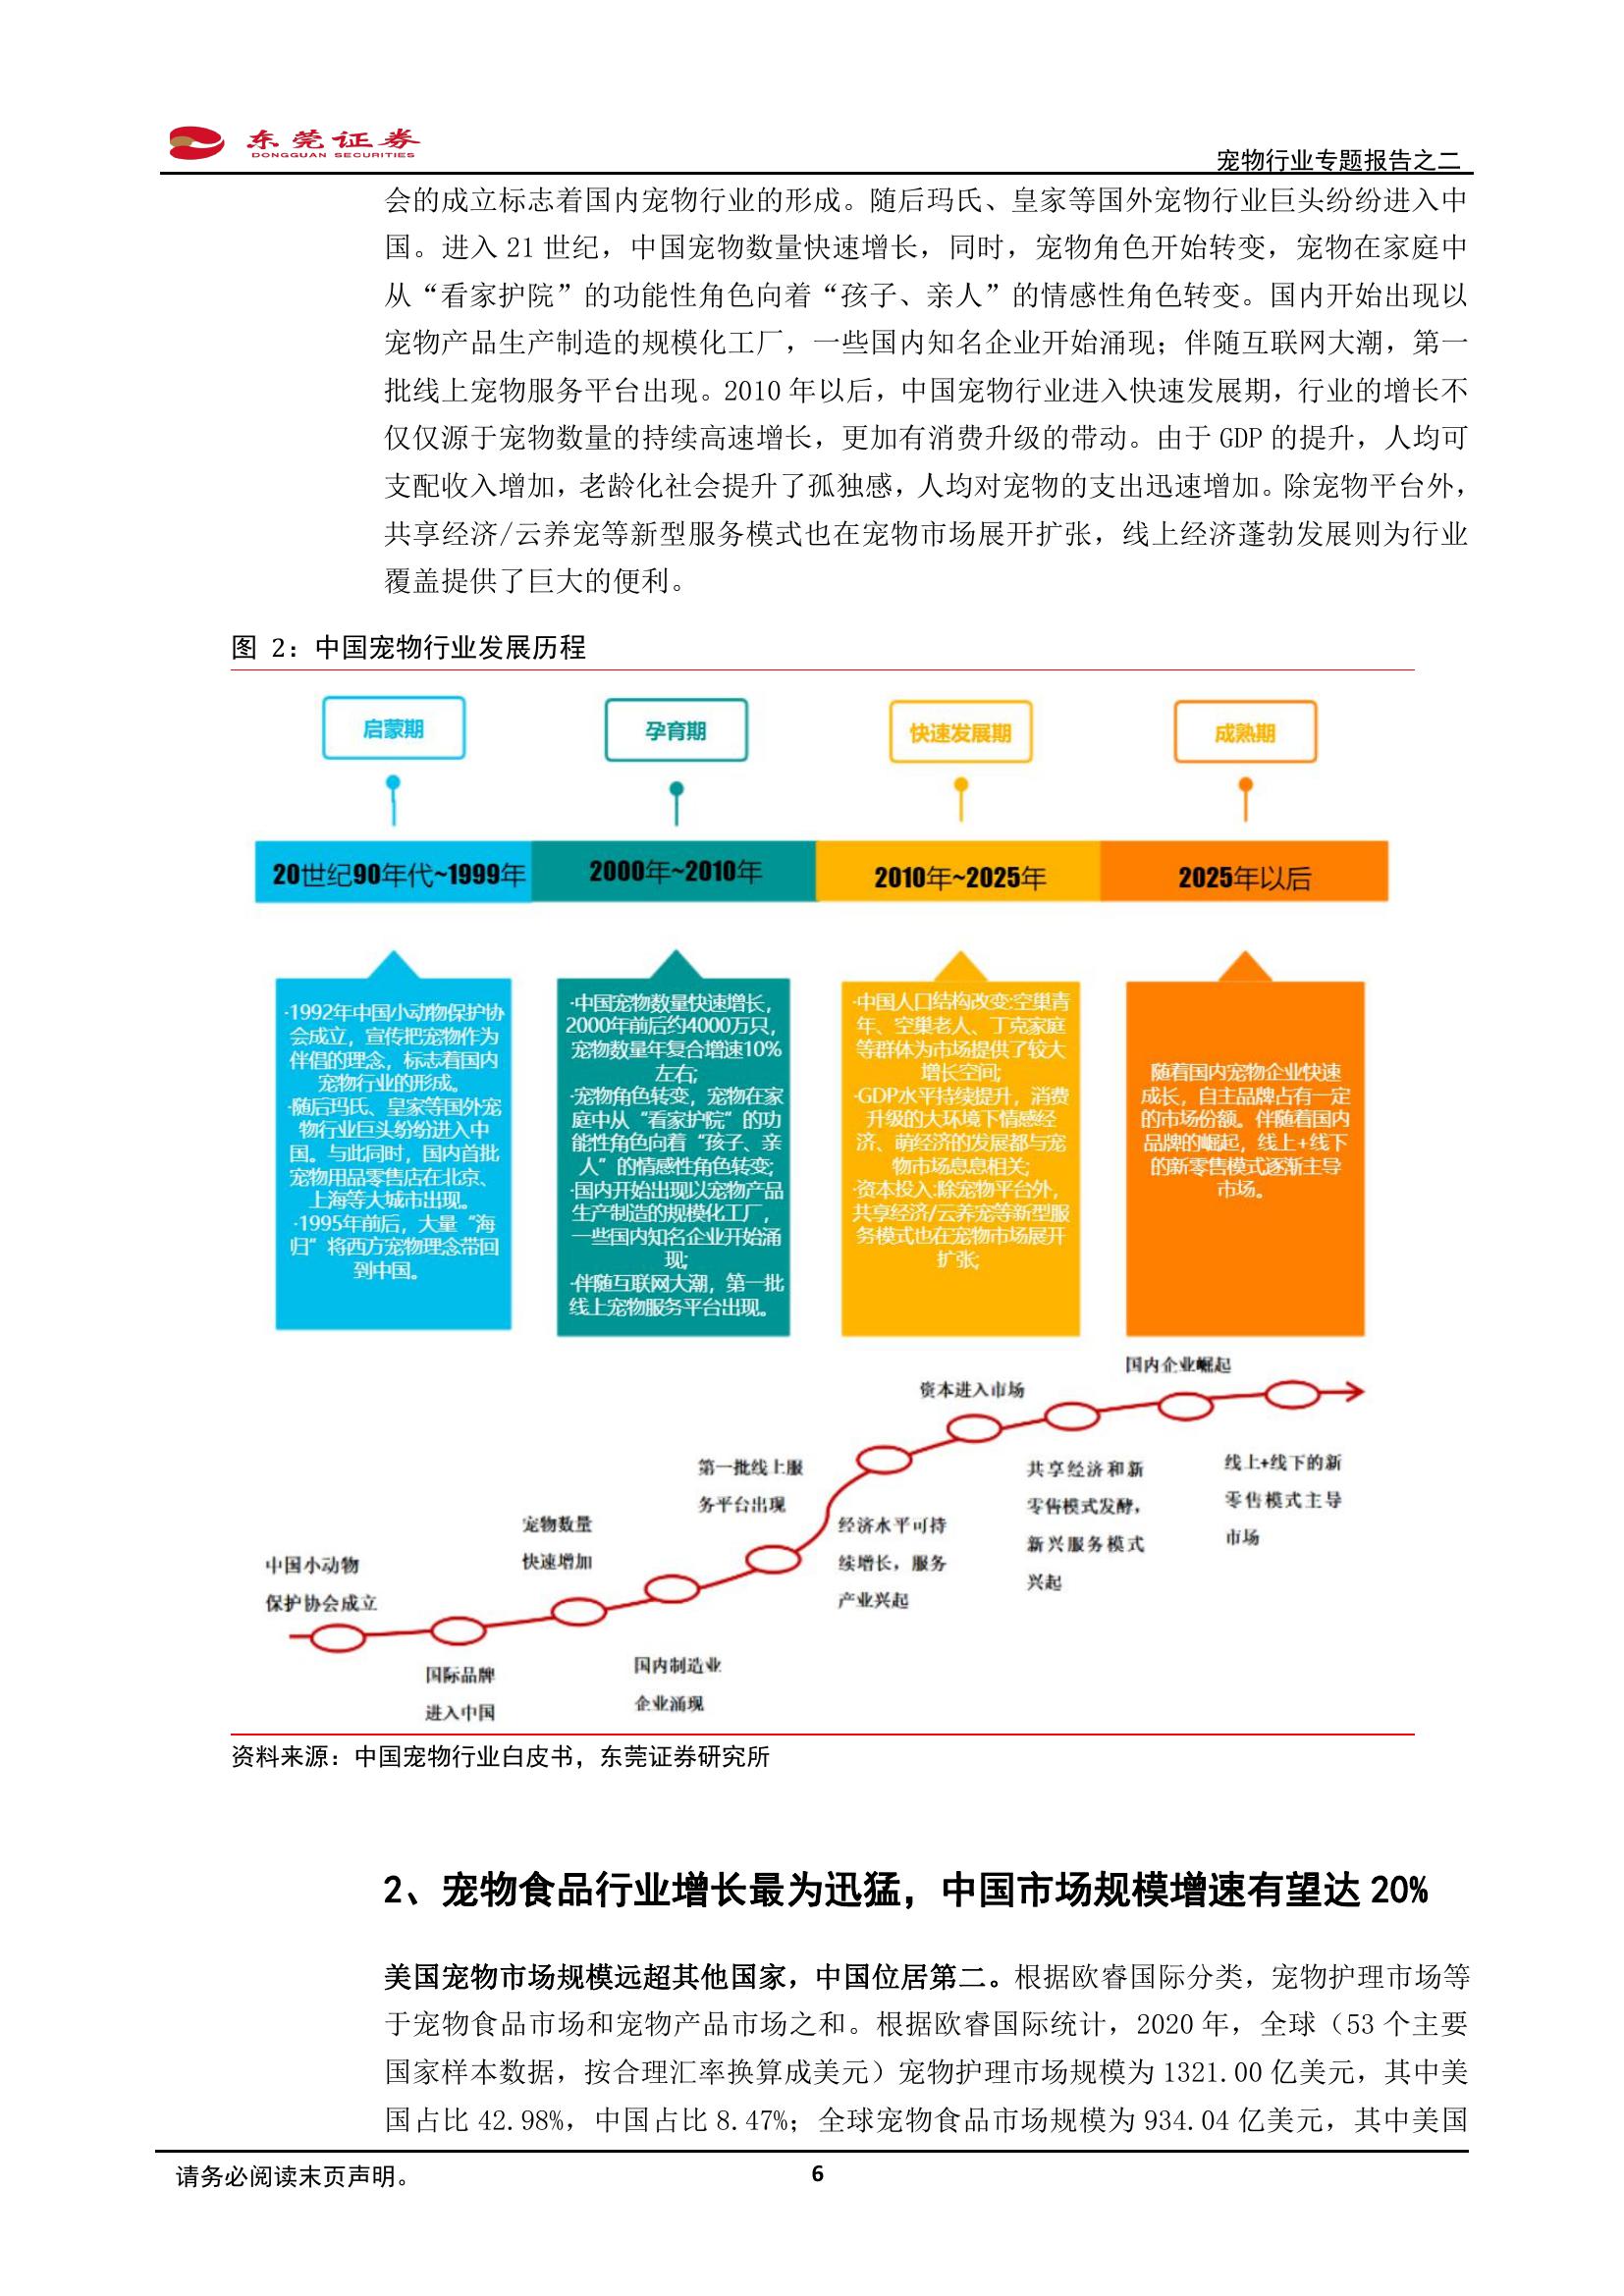 东莞证券
DONGGUAN SECURITIES
宠物行业专题报告之二
会的成立标志着国内宠物行业的形成。随后玛氏、皇家等国外宠物行业巨头纷纷进入中
国。进入 21 世纪，中国宠物数量快速增长，同时，宠物角色开始转变，宠物在家庭中
从“看家护院”的功能性角色向着“孩子、亲人”的情感性角色转变。国内开始出现以
宠物产品生产制造的规模化工厂，一些国内知名企业开始涌现；伴随互联网大潮，第一
批线上宠物服务平台出现。2010 年以后，中国宠物行业进入快速发展期，行业的增长不
仅仅源于宠物数量的持续高速增长，更加有消费升级的带动。由于 GDP 的提升，人均可
支配收入增加，老龄化社会提升了孤独感，人均对宠物的支出迅速增加。除宠物平台外，
共享经济/云养宠等新型服务模式也在宠物市场展开扩张，线上经济蓬勃发展则为行业
覆盖提供了巨大的便利。
图 2：中国宠物行业发展历程
启蒙期
孕育期
快速发展期
成熟期
20世纪90年代~1999年
2000年~2010年
2010年~2025年
2025年以后
·1992年中国小动物保护协
会成立，宣传把宠物作为
伴侣的理念，标志着国内
宠物行业的形成。
·随后玛氏、皇家等国外宠
物行业巨头纷纷进入中
国。与此同时，国内首批
宠物用品零售店在北京、
上海等大城市出现。
·1995年前后，大量“海
归”将西方宠物理念带回
到中国。
·中国宠物数量快速增长，
2000年前后约4000万只，
宠物数量年复合增速10%
左右;
·宠物角色转变，宠物在家
庭中从“看家护院”的功
能性角色向着“孩子、亲
人”的情感性角色转变;
·国内开始出现以宠物产品
生产制造的规模化工厂，
一些国内知名企业开始涌
现;
·伴随互联网大潮，第一批
线上宠物服务平台出现。
·中国人口结构改变:空巢青
年、空巢老人、丁克家庭
等群体为市场提供了较大
增长空间;
·GDP水平持续提升，消费
升级的大环境下情感经
济、萌经济的发展都与宠
物市场息息相关;
·资本投入:除宠物平台外，
共享经济/云养宠等新型服
务模式也在宠物市场展开
扩张;
随着国内宠物企业快速
成长，自主品牌占有一定
的市场份额。伴随着国内
品牌的崛起，线上+线下
的新零售模式逐渐主导
市场。
中国小动物
保护协会成立
国际品牌
进入中国
宠物数量
快速增加
国内制造业
企业涌现
第一批线上服
务平台出现
经济水平可持
续增长，服务
产业兴起
资本进入市场
共享经济和新
零售模式发酵，
新兴服务模式
兴起
国内企业崛起
线上+线下的新
零售模式主导
市场
资料来源：中国宠物行业白皮书，东莞证券研究所
2、宠物食品行业增长最为迅猛，中国市场规模增速有望达 20%
美国宠物市场规模远超其他国家，中国位居第二。根据欧睿国际分类，宠物护理市场等
于宠物食品市场和宠物产品市场之和。根据欧睿国际统计，2020 年，全球（53 个主要
国家样本数据，按合理汇率换算成美元）宠物护理市场规模为 1321.00 亿美元，其中美
国占比 42.98%，中国占比 8.47%；全球宠物食品市场规模为 934.04 亿美元，其中美国
请务必阅读末页声明。
6